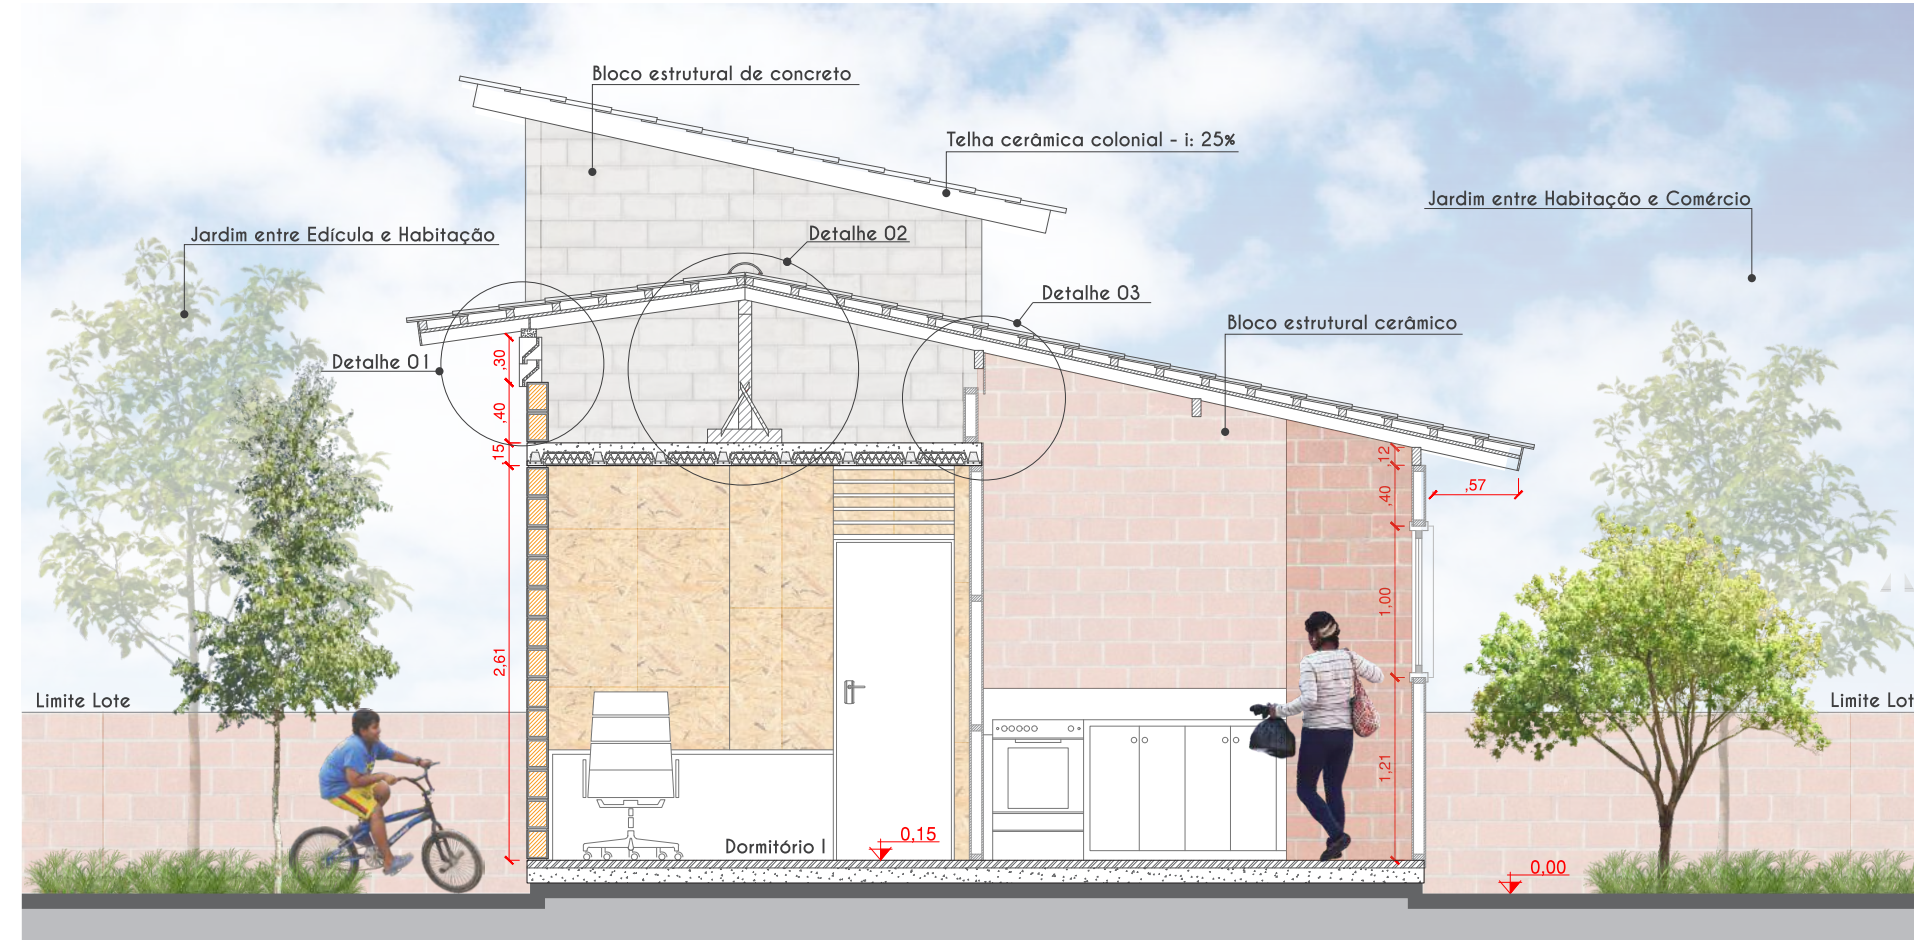 Bloco estrutural de concreto
Telha cerâmica colonial - i: 25%
Jardim entre Habitação e Comércio
Jardim entre Edícula e Habitação
Detalhe 02
Detalhe 03
Bloco estrutural cerâmico
Detalhe 01
,30
,40
15
,12
,40
,57
1,00
2,61
Limite Lote
Limite Lot
1,21
Dormitório I
0,15
0,00